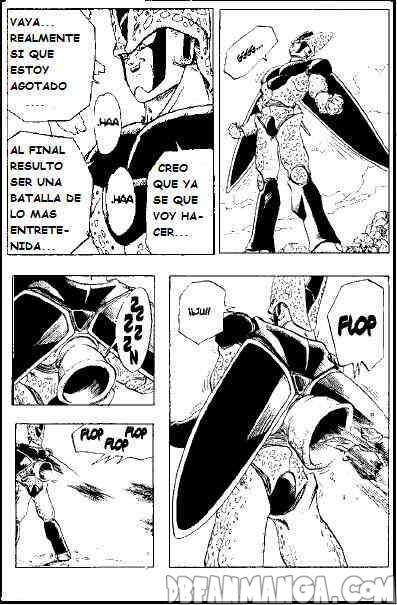 VAYA...
REALMENTE
SI QUE
ESTOY
AGOTADO
....
AL FINAL
RESULTO
SER UNA
BATALLA DE
LO MAS
ENTRETE-
NIDA...
.HAA
.HAA
CREO
QUE YA
SE QUE
VOY HA-
CER...
GGGG...
ZZZZN
¡¡JU!!
FLOP
FLOP
FLOP
FLOP
DBFANMANGA.COM